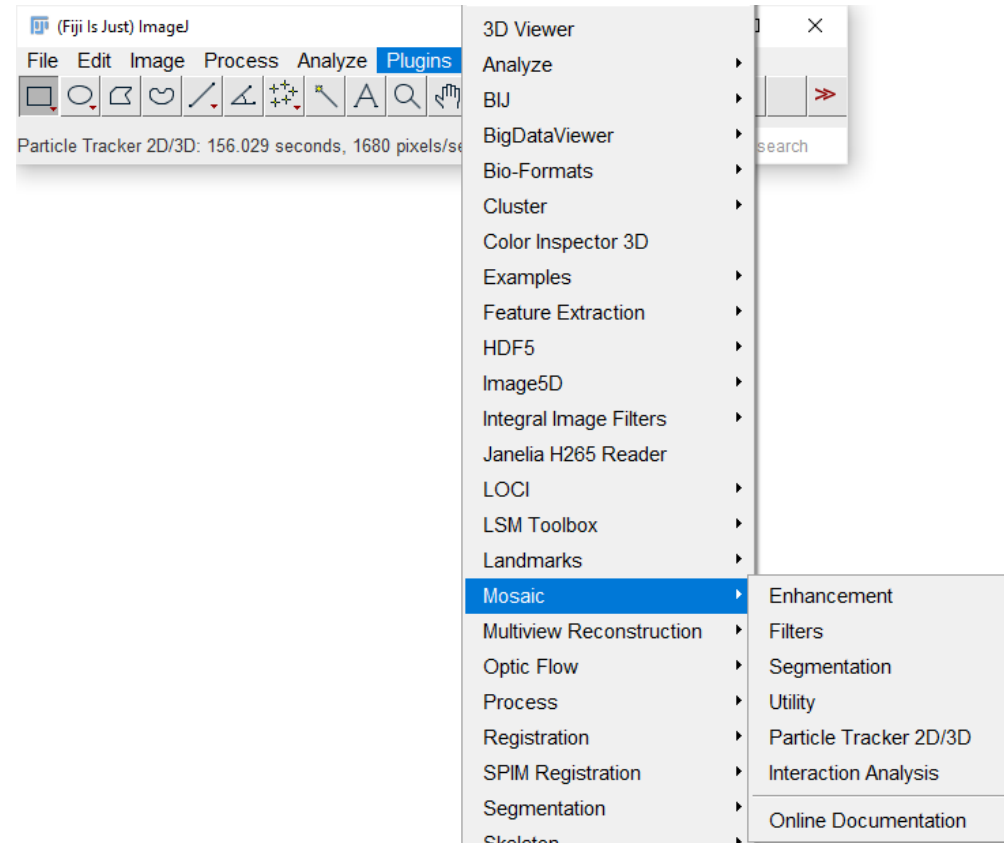 (Fiji Is Just) ImageJ
File Edit Image Process Analyze Plugins
Particle Tracker 2D/3D: 156.029 seconds, 1680 pixels/se
search
3D Viewer
Analyze
BIJ
BigDataViewer
Bio-Formats
Cluster
Color Inspector 3D
Examples
Feature Extraction
HDF5
Image5D
Integral Image Filters
Janelia H265 Reader
LOCI
LSM Toolbox
Landmarks
Mosaic
Multiview Reconstruction
Optic Flow
Process
Registration
SPIM Registration
Segmentation
Skeleton
Enhancement
Filters
Segmentation
Utility
Particle Tracker 2D/3D
Interaction Analysis
Online Documentation